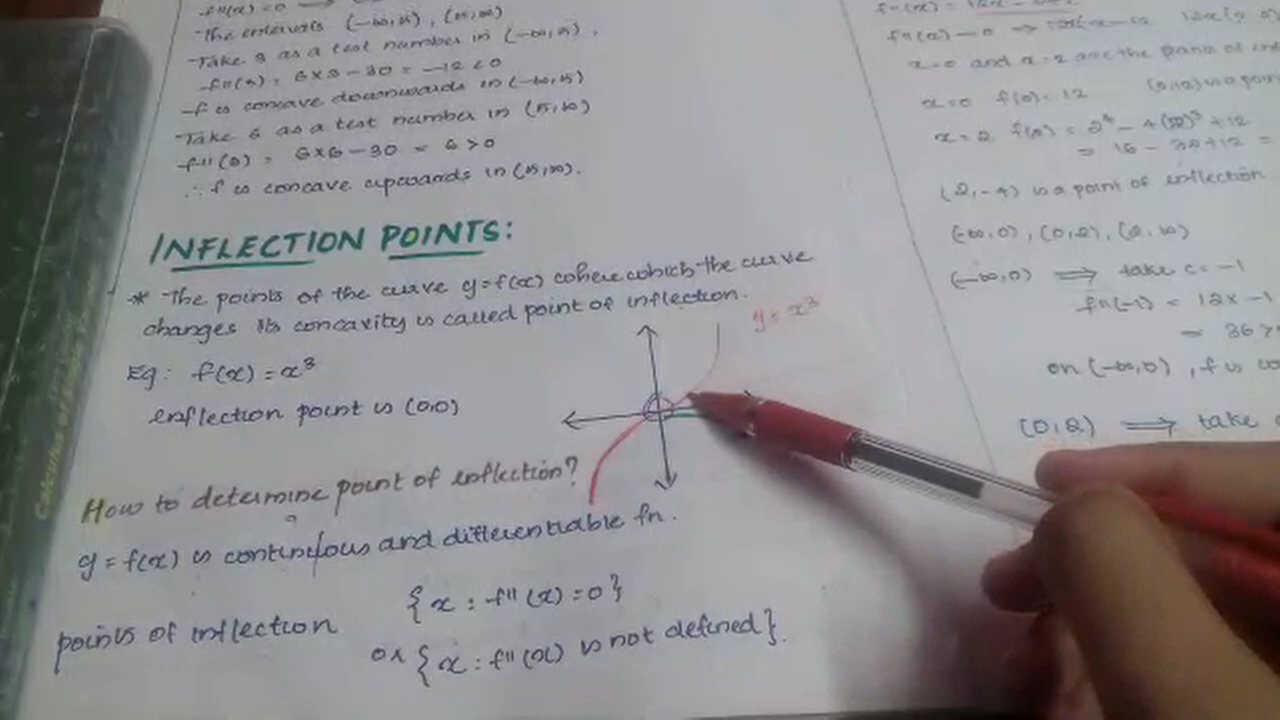 f''(x) = 0
The intervals (-∞,5), (5,∞)
Take 3 as a test number in (-∞,5).
f''(3) = 6×3-30 = -12<0
f is concave downwards in (-∞,5)
Take 6 as a test number in (5,∞)
f''(6) = 6×6-30 = 6>0
∴ f is concave upwards in (5,∞).
INFLECTION POINTS:
* The points of the curve y=f(x) where which the curve
changes its concavity is called point of inflection.
y = x³
Eg: f(x) = x³
inflection point is (0,0)
How to determine point of inflection?
y = f(x) is continuous and differentiable fn.
{x : f''(x)=0}
points of inflection
or {x : f''(x) is not defined}.
f''(x) =
f''(x) = 0
x=0 and x=2 are the points of
x=0 f(0) = 12
x=2 f(2) = 2⁴ - 4(2)³ + 12
= 16 - 32 + 12 =
(2,-4) is a point of inflection
(-∞,0), (0,2), (2,∞)
(-∞,0) ⟹ take c = -1
f''(-1) = 12x-1
= 36>
on (-∞,0), f is
(0,2) ⟹ take